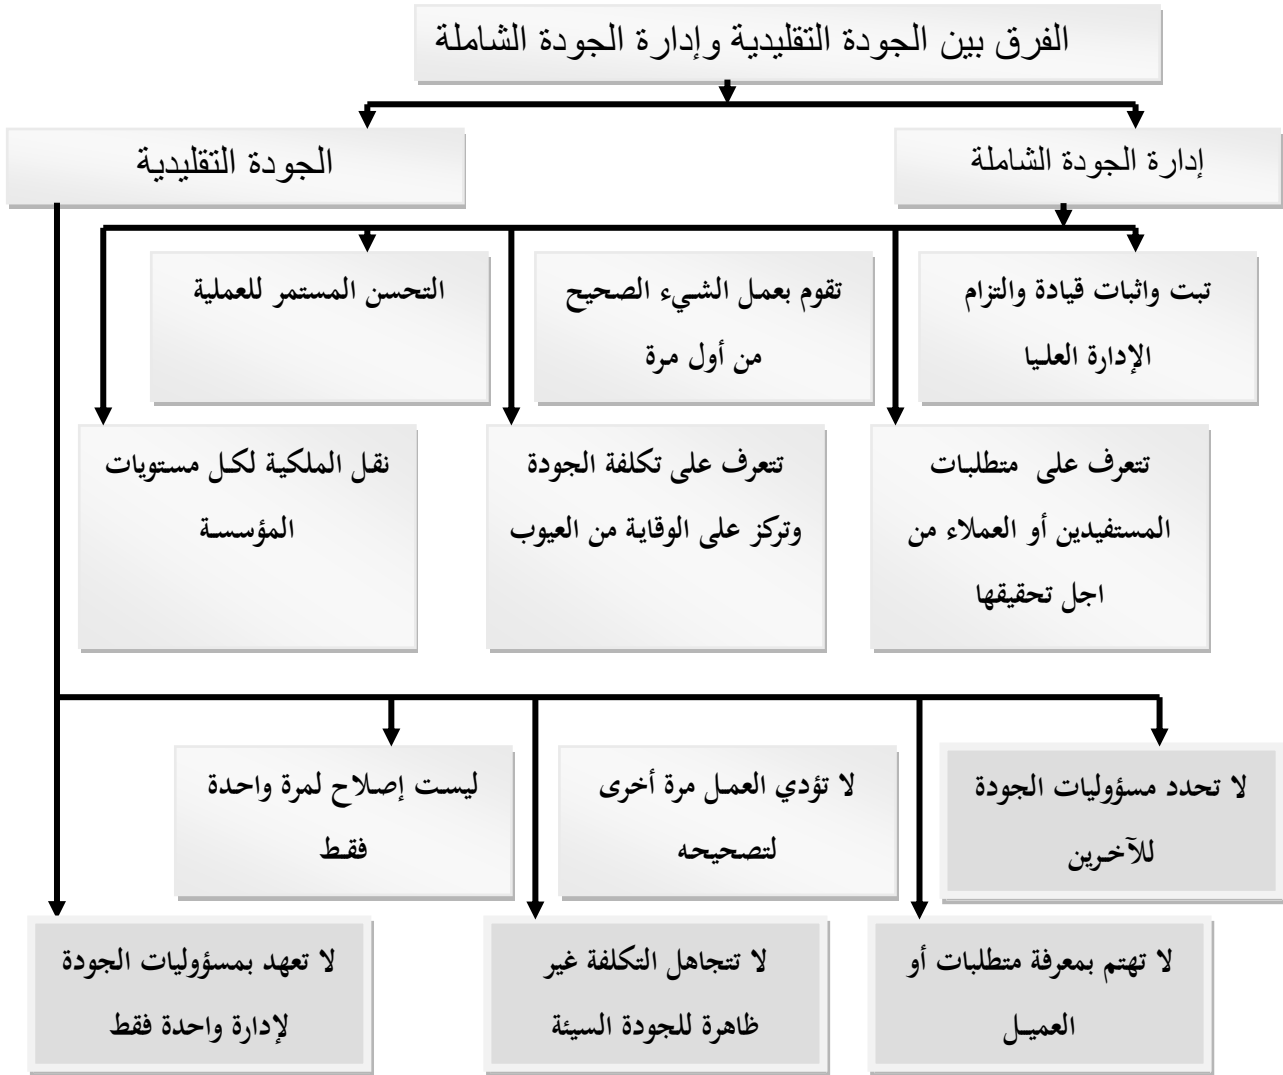 الفرق بين الجودة التقليدية وإدارة الجودة الشاملة
إدارة الجودة الشاملة
الجودة التقليدية
تبت واثبات قيادة والتزام
الإدارة العليا
تقوم بعمل الشيء الصحيح
من أول مرة
التحسن المستمر للعملية
تتعرف على متطلبات
المستفيدين أو العملاء من
اجل تحقيقها
تتعرف على تكلفة الجودة
وتركز على الوقاية من العيوب
نقل الملكية لكل مستويات
المؤسسة
لا تحدد مسؤوليات الجودة
للآخرين
لا تؤدي العمل مرة أخرى
لتصحيحه
ليست إصلاح لمرة واحدة
فقط
لا تهتم بمعرفة متطلبات أو
العميل
لا تتجاهل التكلفة غير
ظاهرة للجودة السيئة
لا تعهد بمسؤوليات الجودة
لإدارة واحدة فقط